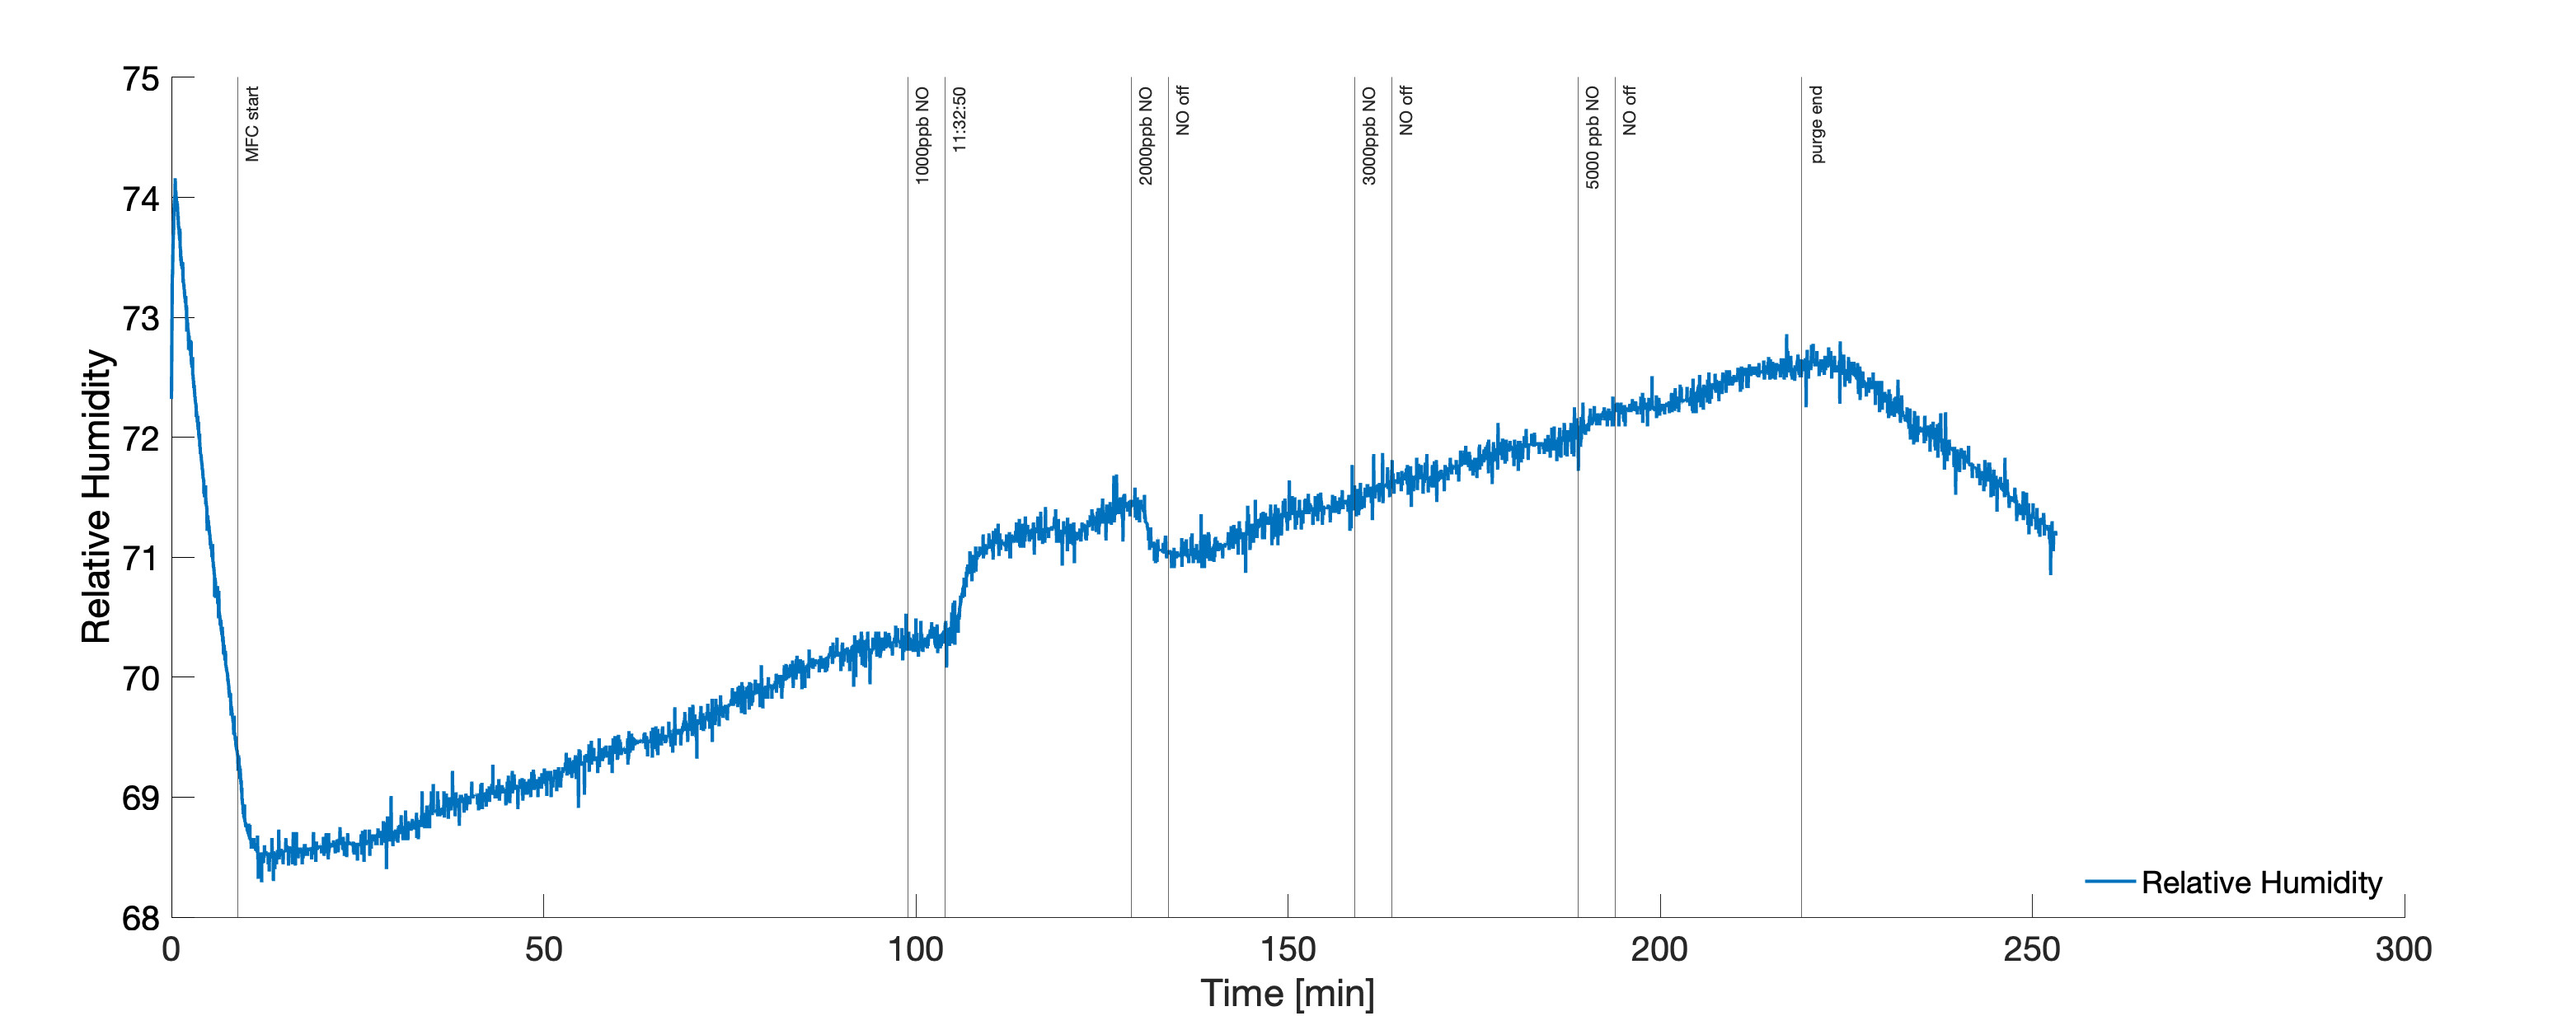 75
74
73
72
71
70
69
68
Relative Humidity
MFC start
1000ppb NO
11:32:50
2000ppb NO
NO off
3000ppb NO
NO off
5000 ppb NO
NO off
purge end
Relative Humidity
0 50 100 150 200 250 300
Time [min]